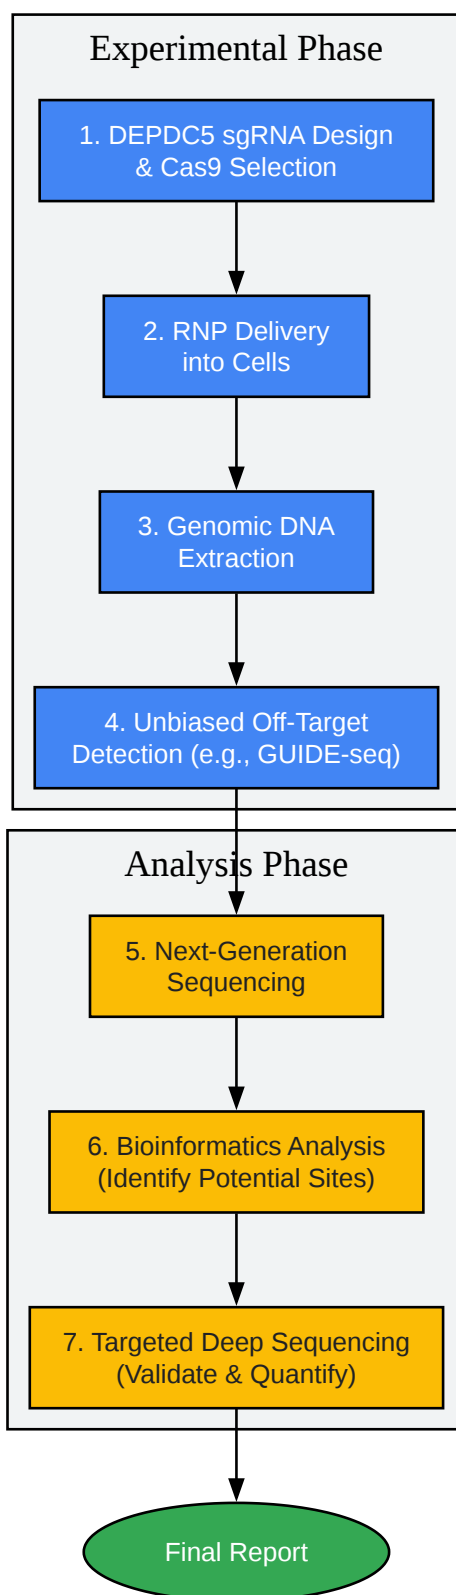 Experimental Phase
1. DEPDC5 sgRNA Design
& Cas9 Selection
2. RNP Delivery
into Cells
3. Genomic DNA
Extraction
4. Unbiased Off-Target
Detection (e.g., GUIDE-seq)
Analysis Phase
5. Next-Generation
Sequencing
6. Bioinformatics Analysis
(Identify Potential Sites)
7. Targeted Deep Sequencing
(Validate & Quantify)
Final Report